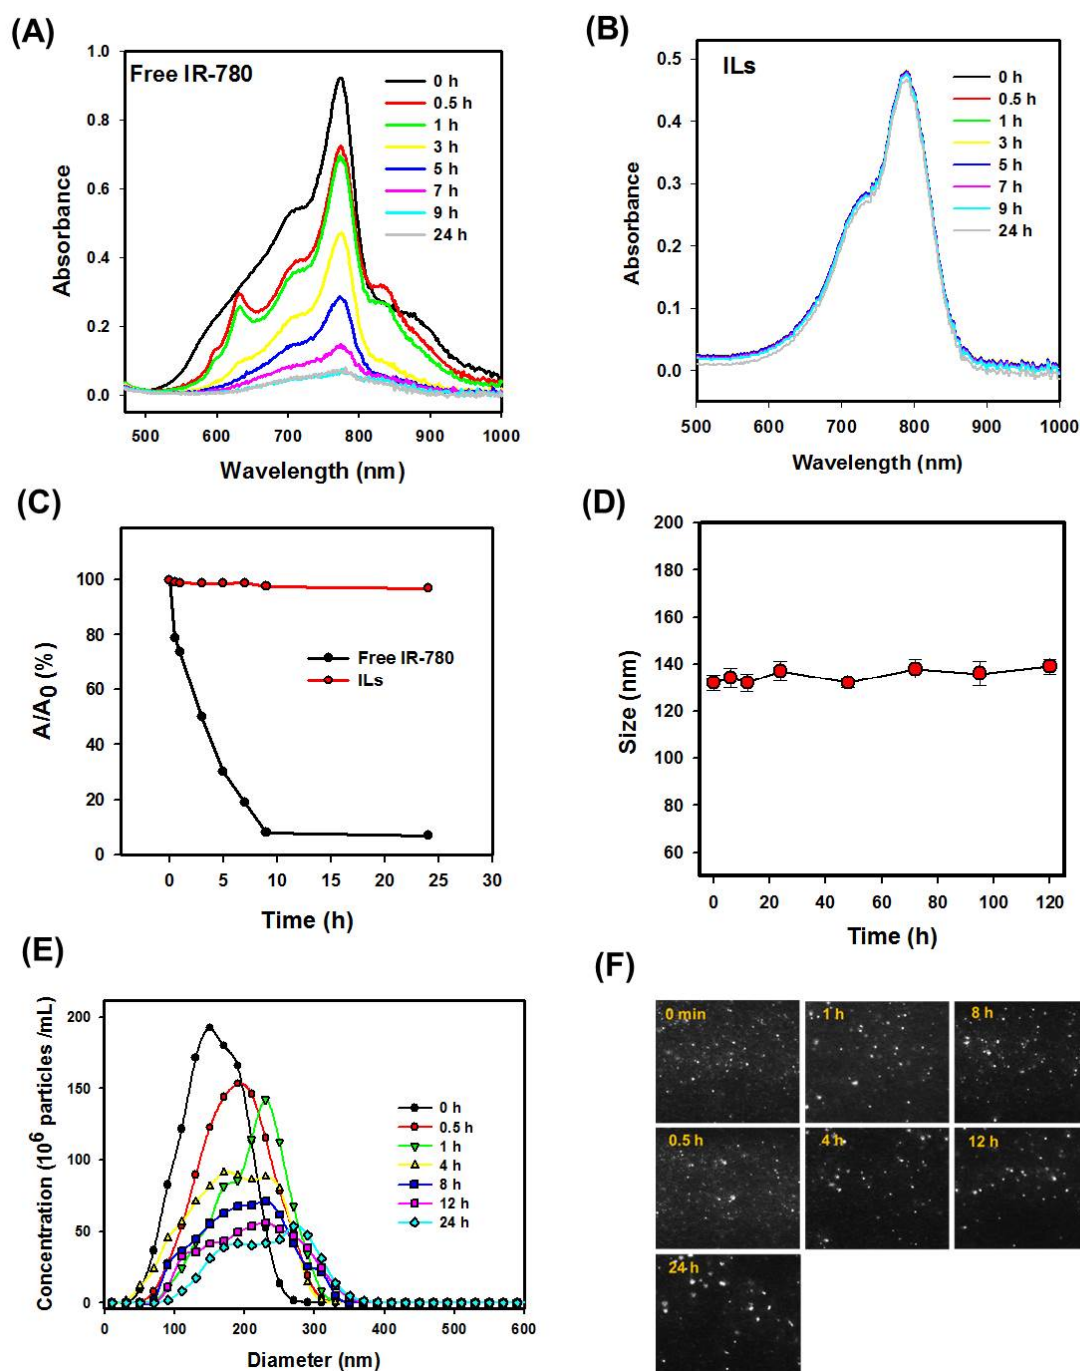 (A)
Free IR-780
0 h
0.5 h
1 h
3 h
5 h
7 h
9 h
24 h
Absorbance
1.0
0.8
0.6
0.4
0.2
0.0
500 600 700 800 900 1000
Wavelength (nm)
(B)
ILs
0 h
0.5 h
1 h
3 h
5 h
7 h
9 h
24 h
Absorbance
0.5
0.4
0.3
0.2
0.1
0.0
500 600 700 800 900 1000
Wavelength (nm)
(C)
A/A0 (%)
100
80
60
40
20
0
Free IR-780
ILs
0 5 10 15 20 25 30
Time (h)
(D)
Size (nm)
200
180
160
140
120
100
80
60
0 20 40 60 80 100 120
Time (h)
(E)
Concentration (10⁶ particles /mL)
200
150
100
50
0
0 h
0.5 h
1 h
4 h
8 h
12 h
24 h
0 100 200 300 400 500 600
Diameter (nm)
(F)
0 min
1 h
8 h
0.5 h
4 h
12 h
24 h